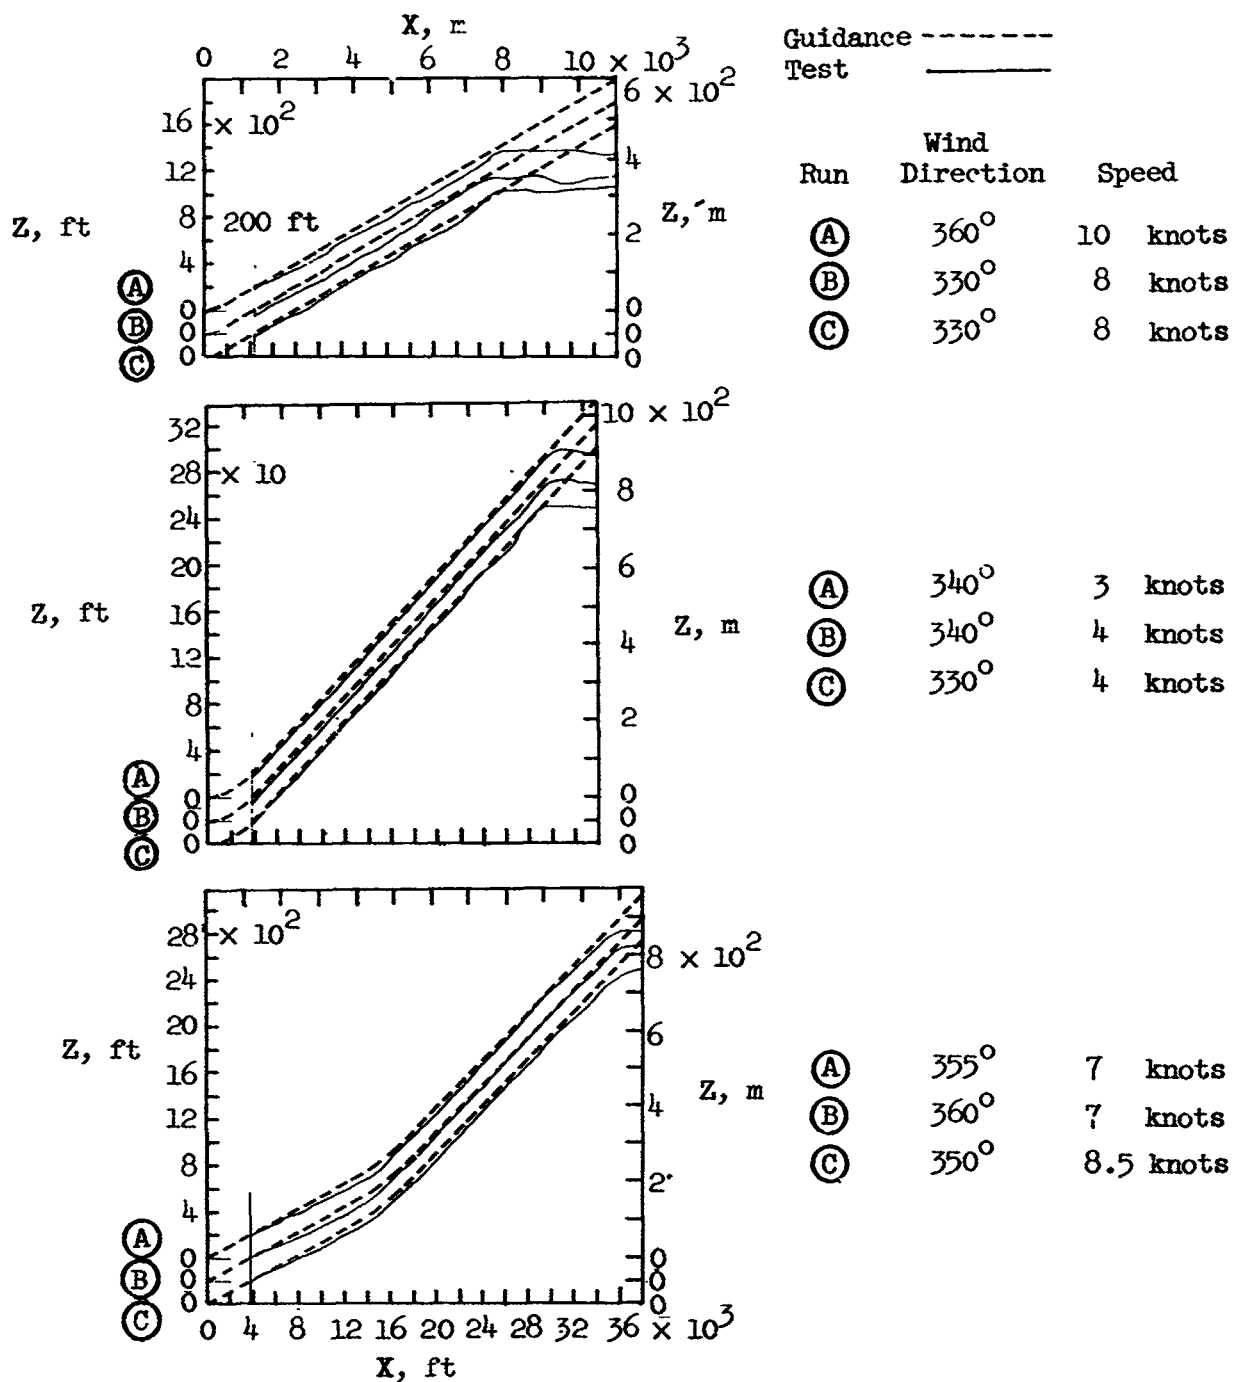 X, m
0 2 4 6 8 10 × 10³
Guidance
Test
6 × 10²
16 × 10²
12
8
4
0
0
0
Z, ft
200 ft
4
2
0
0
0
Z, m
A
B
C
Run Wind Direction Speed
A 360° 10 knots
B 330° 8 knots
C 330° 8 knots
32
28 × 10
24
20
16
12
8
4
0
0
0
Z, ft
10 × 10²
8
6
4
2
0
0
0
Z, m
A
B
C
A 340° 3 knots
B 340° 4 knots
C 330° 4 knots
28 × 10²
24
20
16
12
8
4
0
0
0
Z, ft
8 × 10²
6
4
2
0
0
0
Z, m
A
B
C
A 355° 7 knots
B 360° 7 knots
C 350° 8.5 knots
0 4 8 12 16 20 24 28 32 36 × 10³
X, ft